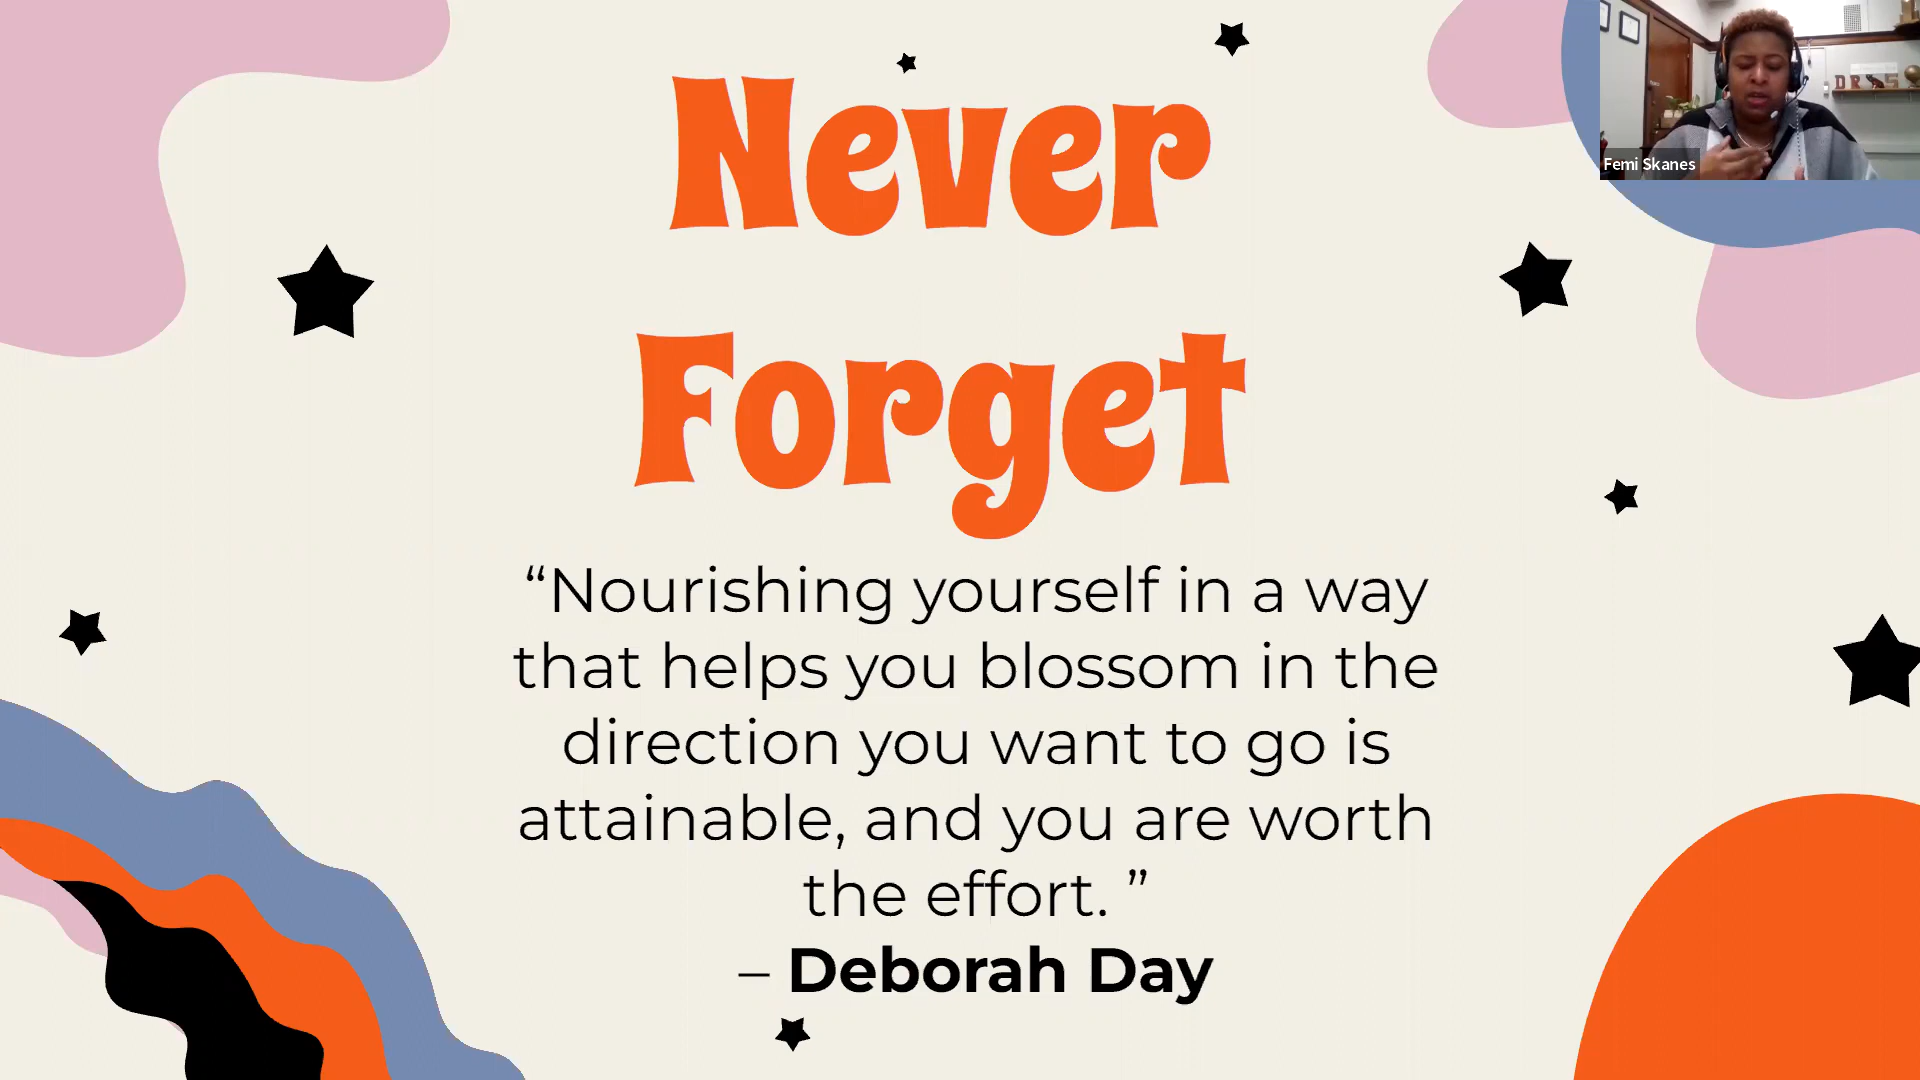 Never
Forget
“Nourishing yourself in a way
that helps you blossom in the
direction you want to go is
attainable, and you are worth
the effort. ”
– Deborah Day
Femi Skanes